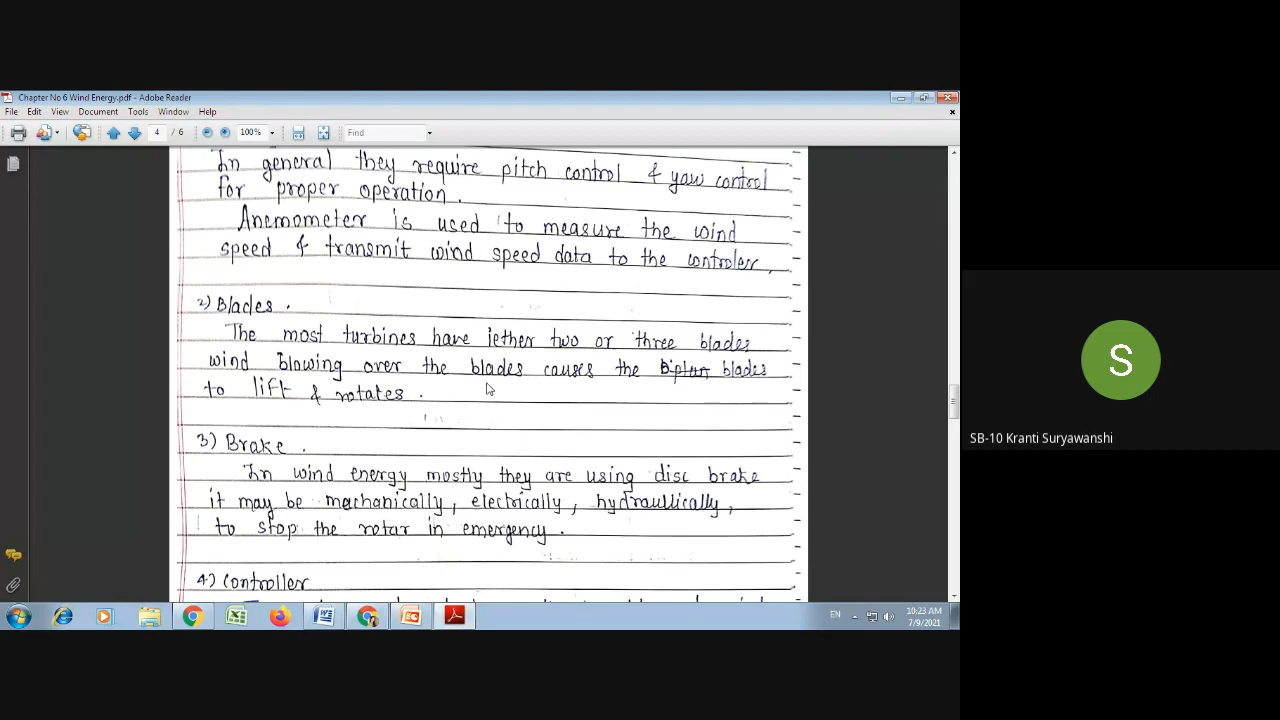 Chapter No 6 Wind Energy.pdf - Adobe Reader
File Edit View Document Tools Window Help
4 / 6 100% Find
In general they require pitch control & yaw control
for proper operation.
Anemometer is used to measure the wind
speed & transmit wind speed data to the controler,
2) Blades.
The most turbines have iether two or three blades
wind blowing over the blades causes the blades
to lift & rotates.
3) Brake.
In wind energy mostly they are using disc brake
it may be mechanically, electrically, hydraullically,
to stop the rotar in emergency.
4) Controller
S
SB-10 Kranti Suryawanshi
EN
10:23 AM
7/9/2021